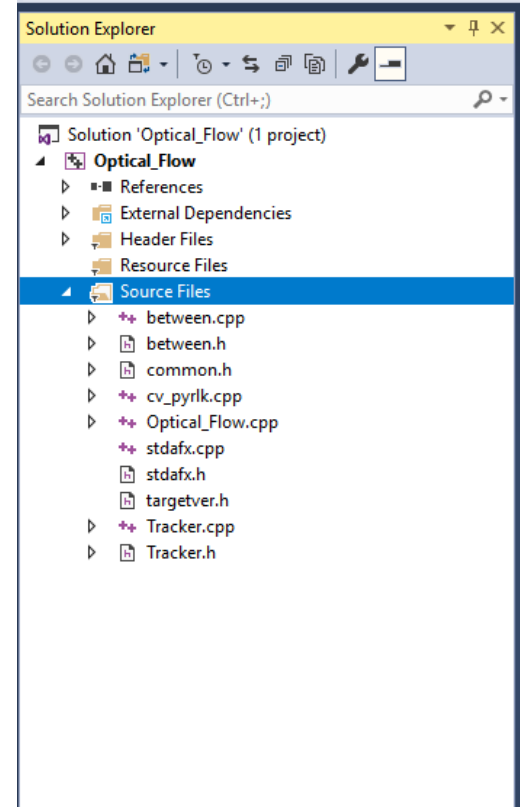 Solution Explorer
Search Solution Explorer (Ctrl+;)
Solution 'Optical_Flow' (1 project)
Optical_Flow
References
External Dependencies
Header Files
Resource Files
Source Files
between.cpp
between.h
common.h
cv_pyrlk.cpp
Optical_Flow.cpp
stdafx.cpp
stdafx.h
targetver.h
Tracker.cpp
Tracker.h